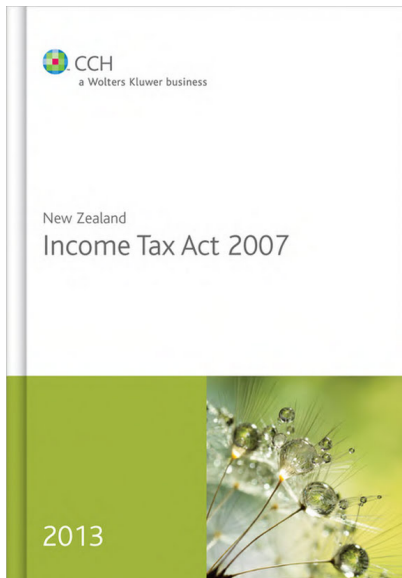 CCH
a Wolters Kluwer business
New Zealand
Income Tax Act 2007
2013